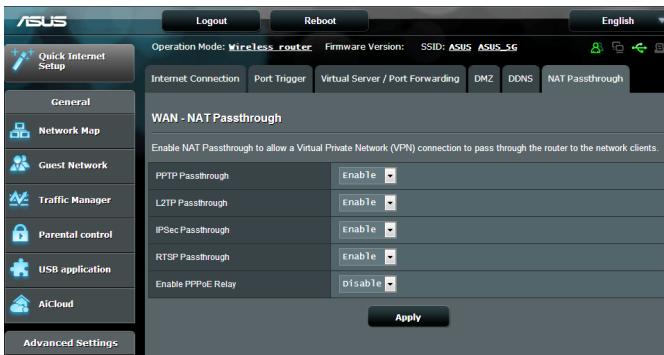 ASUS
Logout
Reboot
English
Quick Internet
Setup
Operation Mode: Wireless router Firmware Version: SSID: ASUS ASUS_5G
Internet Connection
Port Trigger
Virtual Server / Port Forwarding
DMZ
DDNS
NAT Passthrough
General
Network Map
Guest Network
Traffic Manager
Parental control
USB application
AiCloud
Advanced Settings
WAN - NAT Passthrough
Enable NAT Passthrough to allow a Virtual Private Network (VPN) connection to pass through the router to the network clients.
PPTP Passthrough Enable
L2TP Passthrough Enable
IPSec Passthrough Enable
RTSP Passthrough Enable
Enable PPPoE Relay Disable
Apply